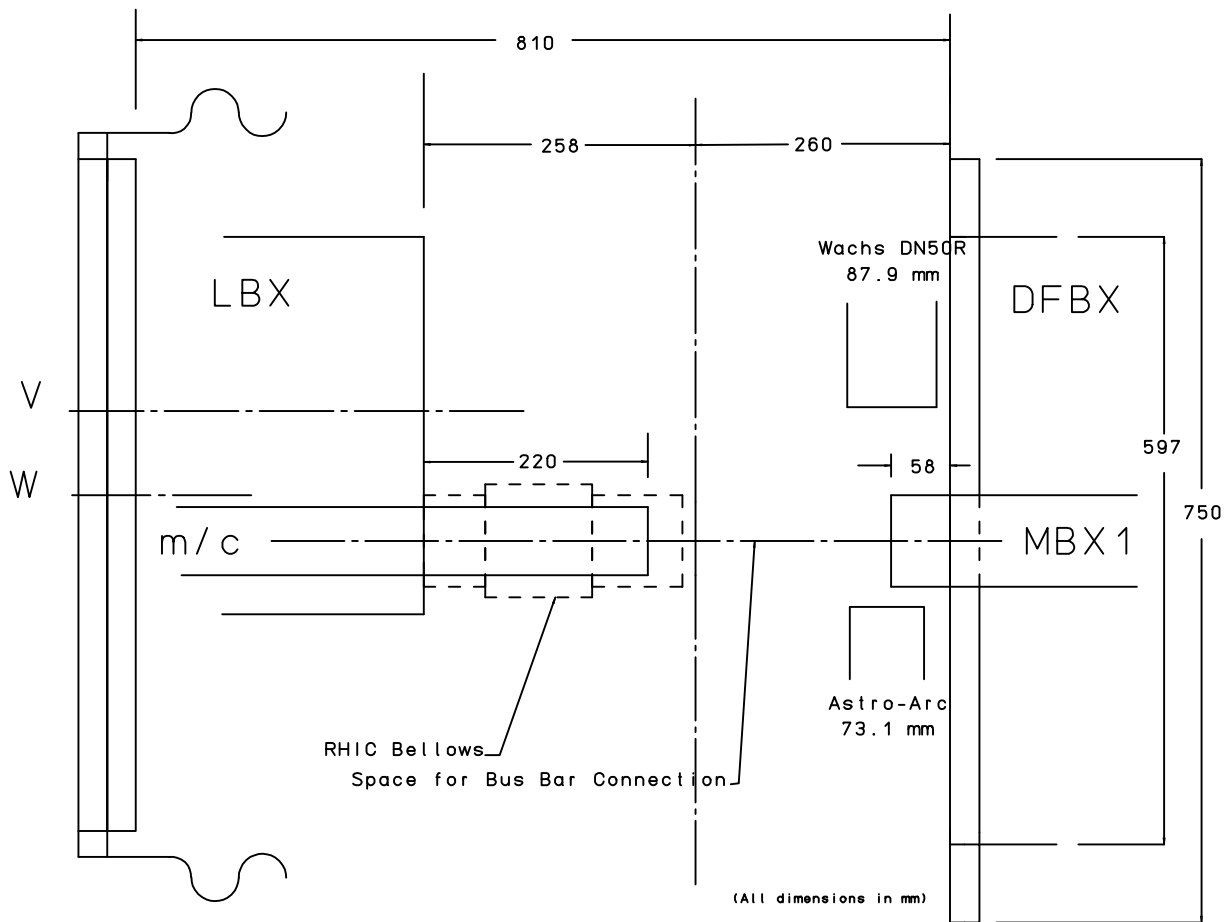 810
258
260
Wachs DN50R
87.9 mm
LBX
DFBX
V
597
220
58
W
750
m/c
MBX1
Astro-Arc
73.1 mm
RHIC Bellows
Space for Bus Bar Connection
(All dimensions in mm)